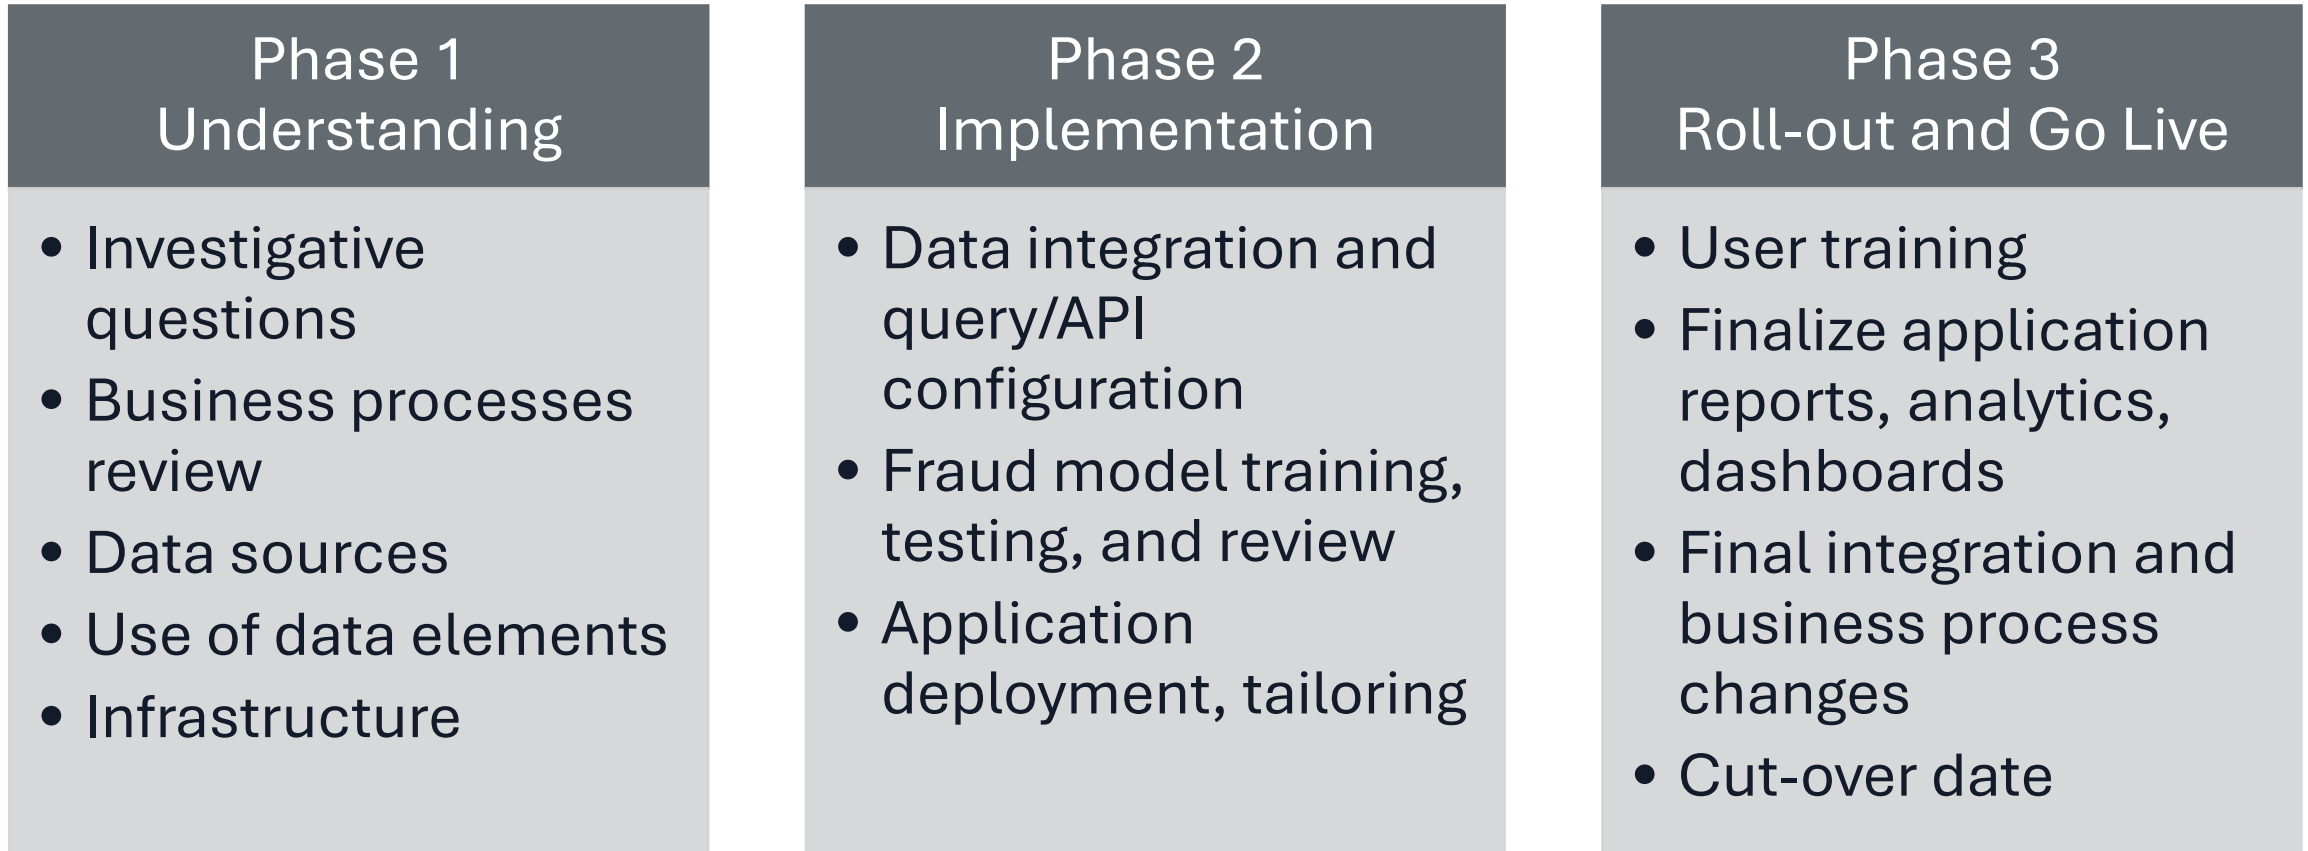 Phase 1
Understanding
• Investigative
questions
• Business processes
review
• Data sources
• Use of data elements
• Infrastructure
Phase 2
Implementation
• Data integration and
query/API
configuration
• Fraud model training,
testing, and review
• Application
deployment, tailoring
Phase 3
Roll-out and Go Live
• User training
• Finalize application
reports, analytics,
dashboards
• Final integration and
business process
changes
• Cut-over date